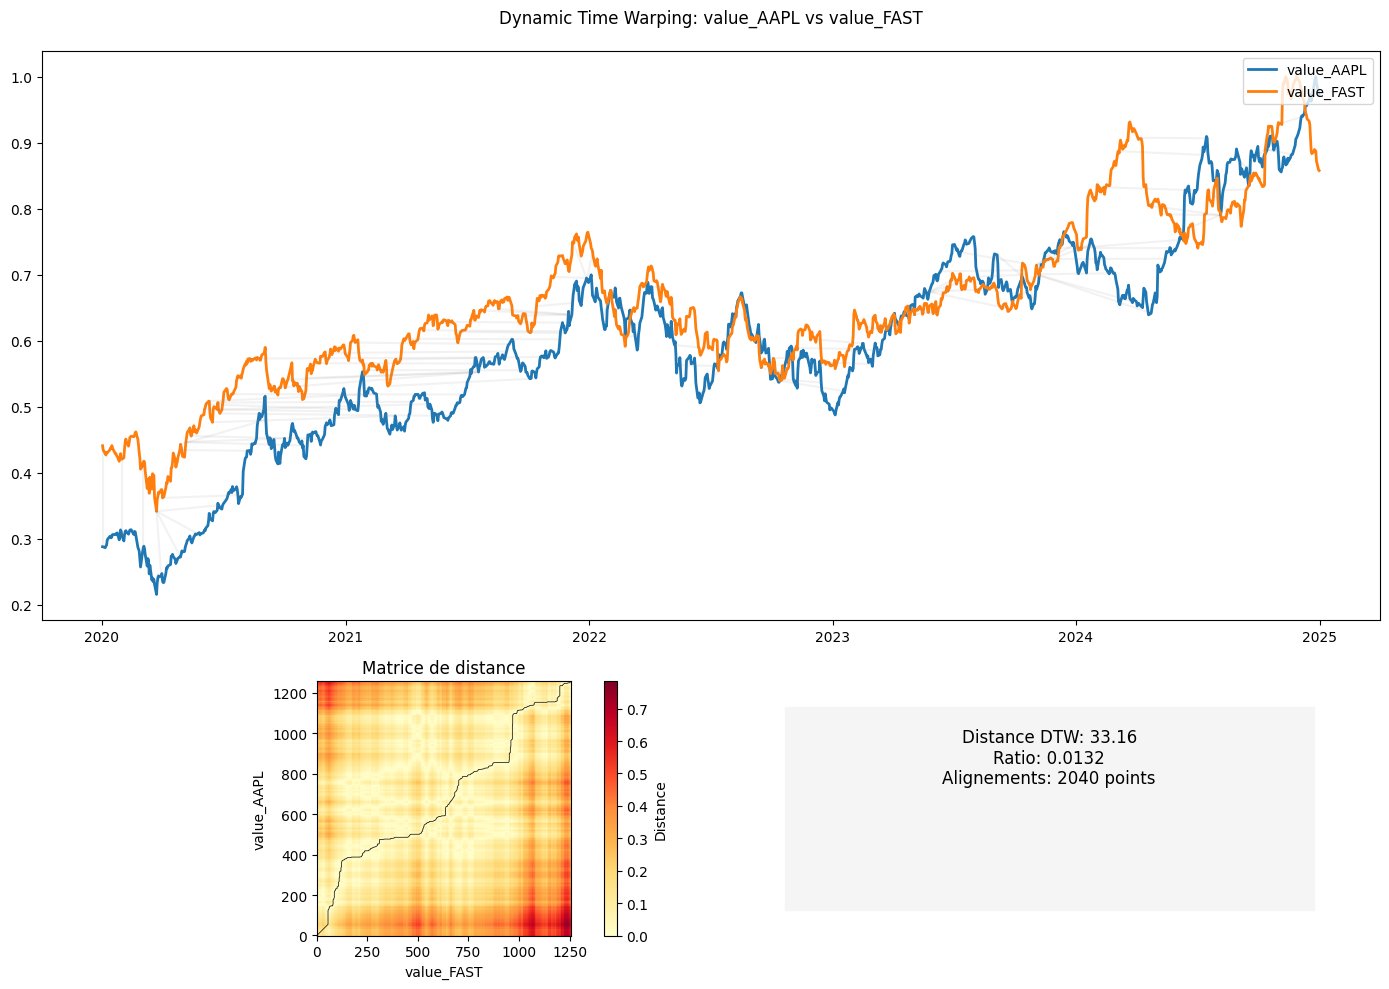 Dynamic Time Warping: value_AAPL vs value_FAST
value_AAPL
value_FAST
1.0
0.9
0.8
0.7
0.6
0.5
0.4
0.3
0.2
2020 2021 2022 2023 2024 2025
Matrice de distance
value_AAPL
1200
1000
800
600
400
200
0
0 250 500 750 1000 1250
value_FAST
0.7
0.6
0.5
0.4
0.3
0.2
0.1
0.0
Distance
Distance DTW: 33.16
Ratio: 0.0132
Alignements: 2040 points